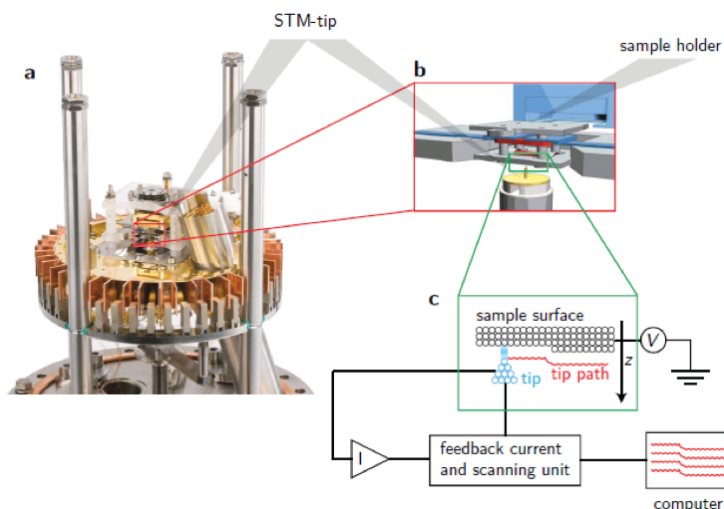 STM-tip
sample holder
a
b
c
sample surface
V
z
tip
tip path
I
feedback current
and scanning unit
computer